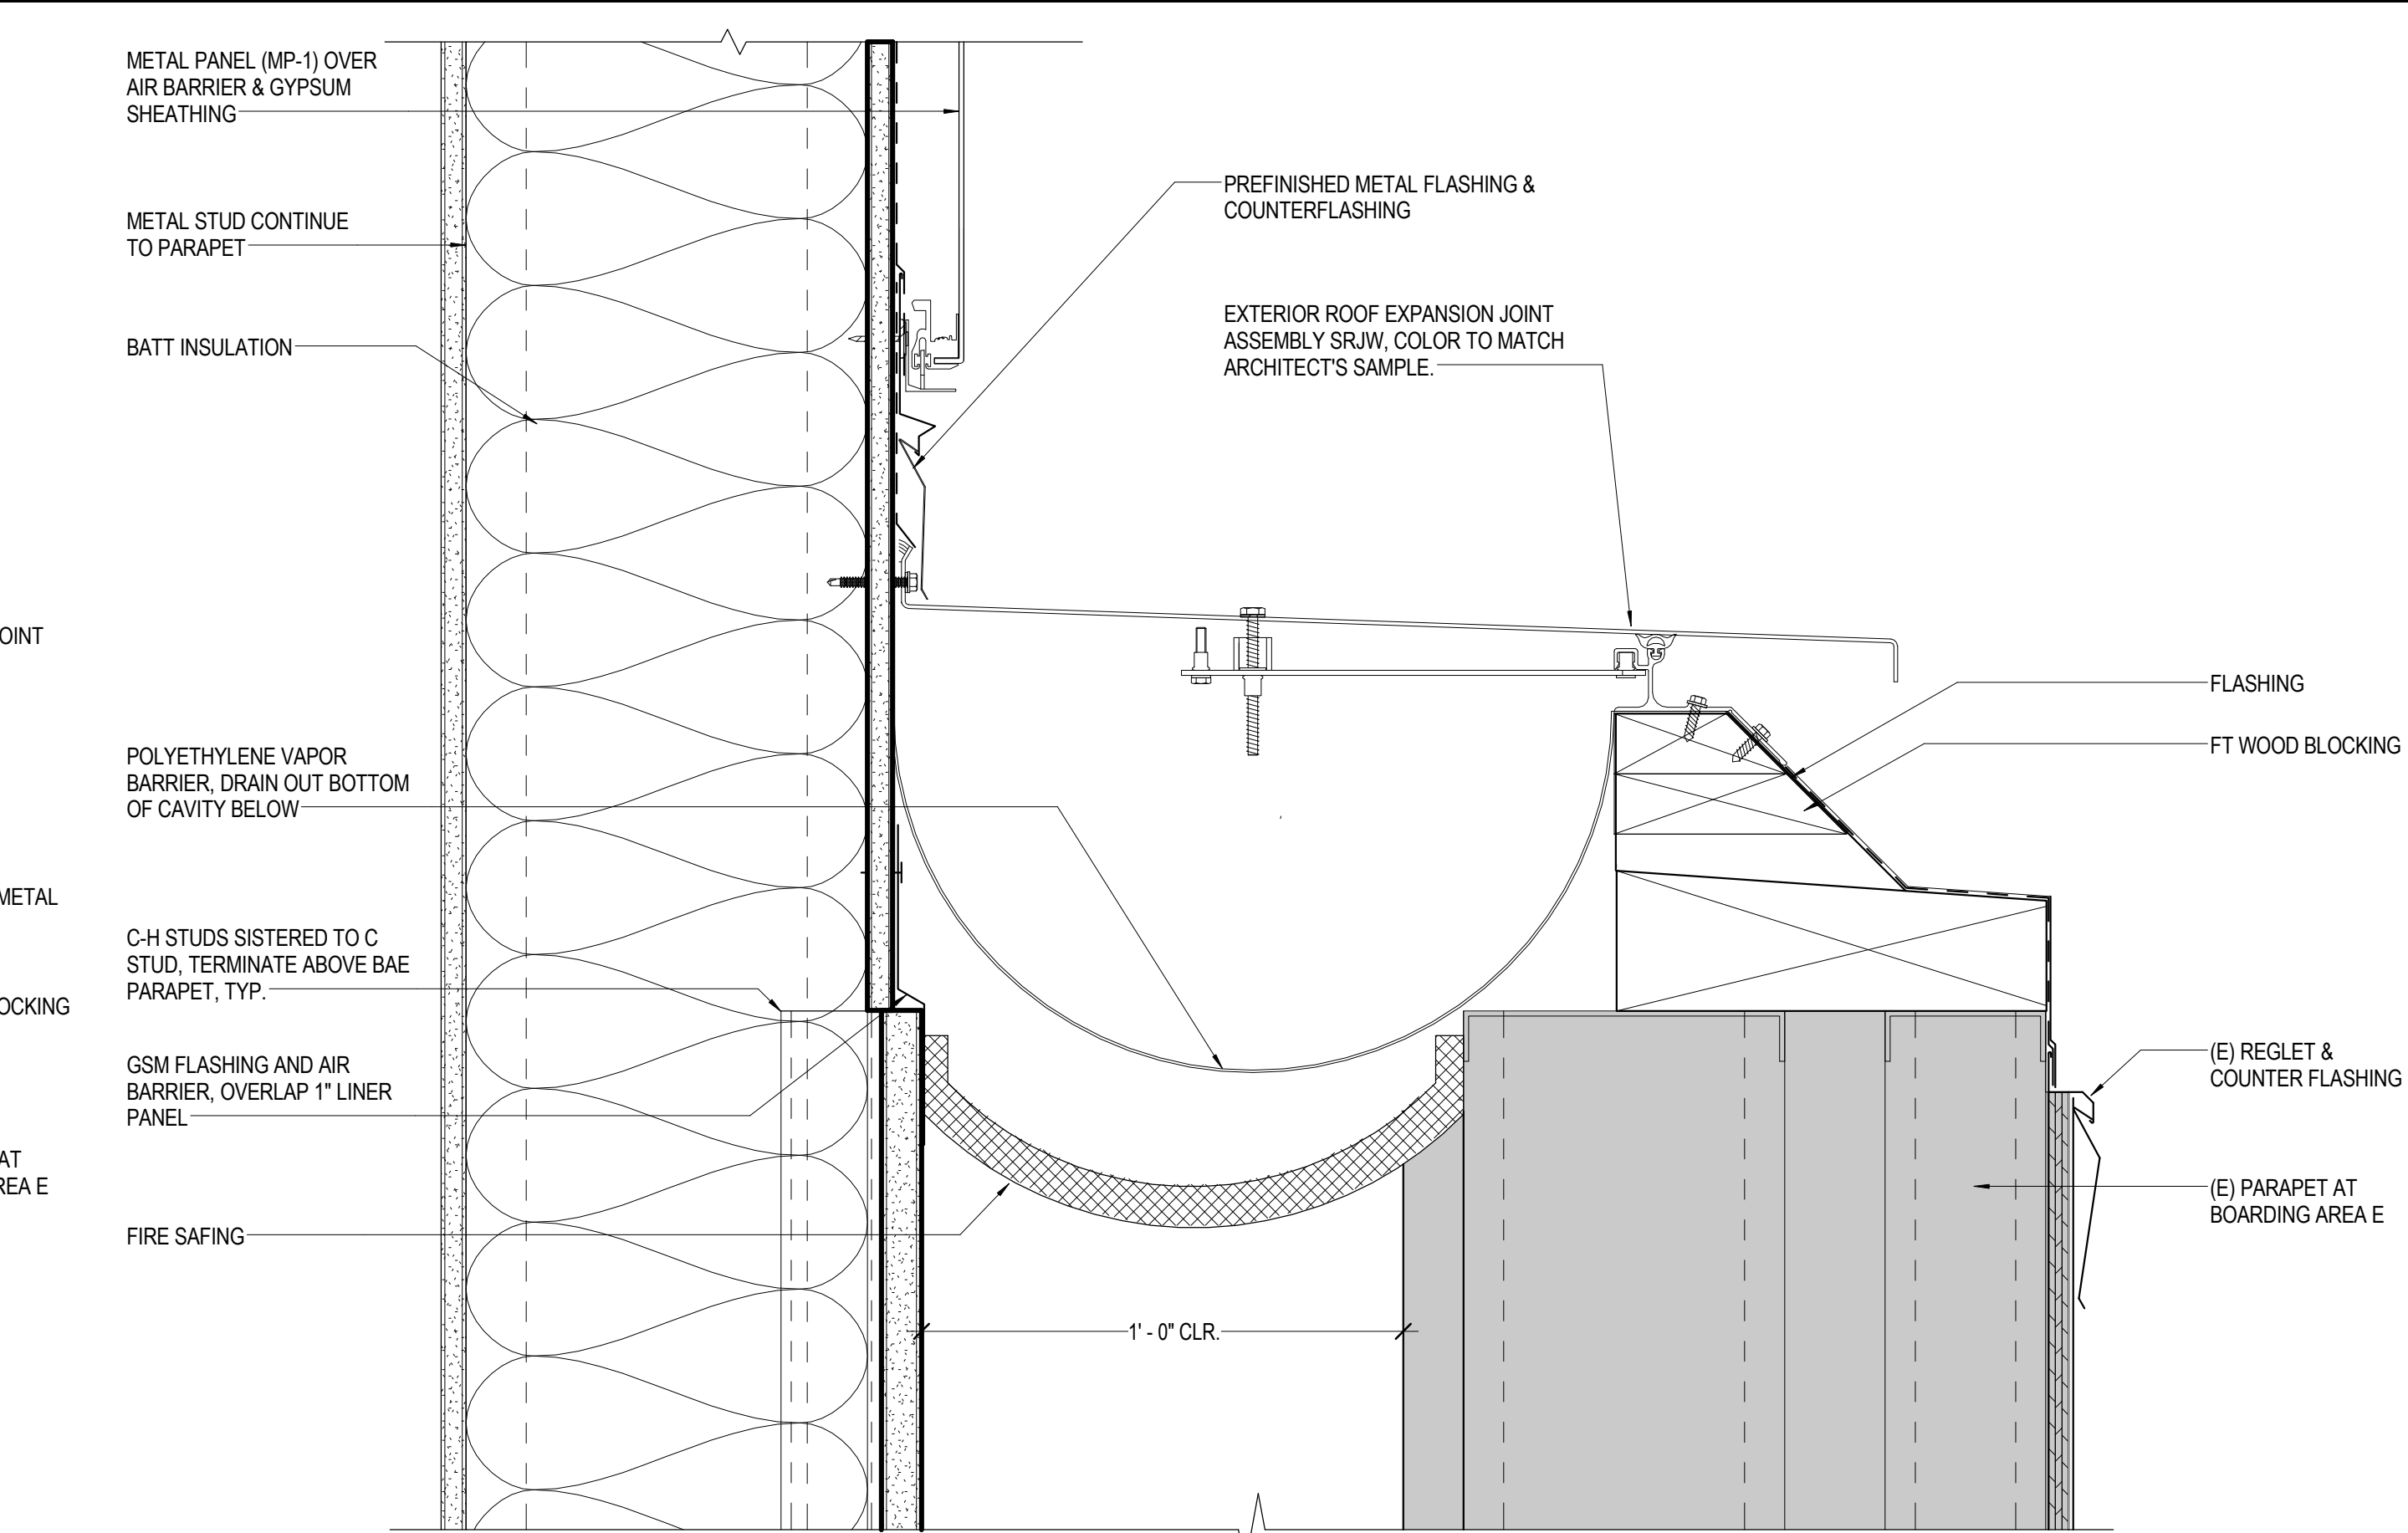 METAL PANEL (MP-1) OVER
AIR BARRIER & GYPSUM
SHEATHING
METAL STUD CONTINUE
TO PARAPET
BATT INSULATION
POLYETHYLENE VAPOR
BARRIER, DRAIN OUT BOTTOM
OF CAVITY BELOW
C-H STUDS SISTERED TO C
STUD, TERMINATE ABOVE BAE
PARAPET, TYP.
GSM FLASHING AND AIR
BARRIER, OVERLAP 1" LINER
PANEL
FIRE SAFING
PREFINISHED METAL FLASHING &
COUNTERFLASHING
EXTERIOR ROOF EXPANSION JOINT
ASSEMBLY SRJW, COLOR TO MATCH
ARCHITECT'S SAMPLE.
1' - 0" CLR.
FLASHING
FT WOOD BLOCKING
(E) REGLET &
COUNTER FLASHING
(E) PARAPET AT
BOARDING AREA E
OINT
METAL
OCKING
AT
REA E